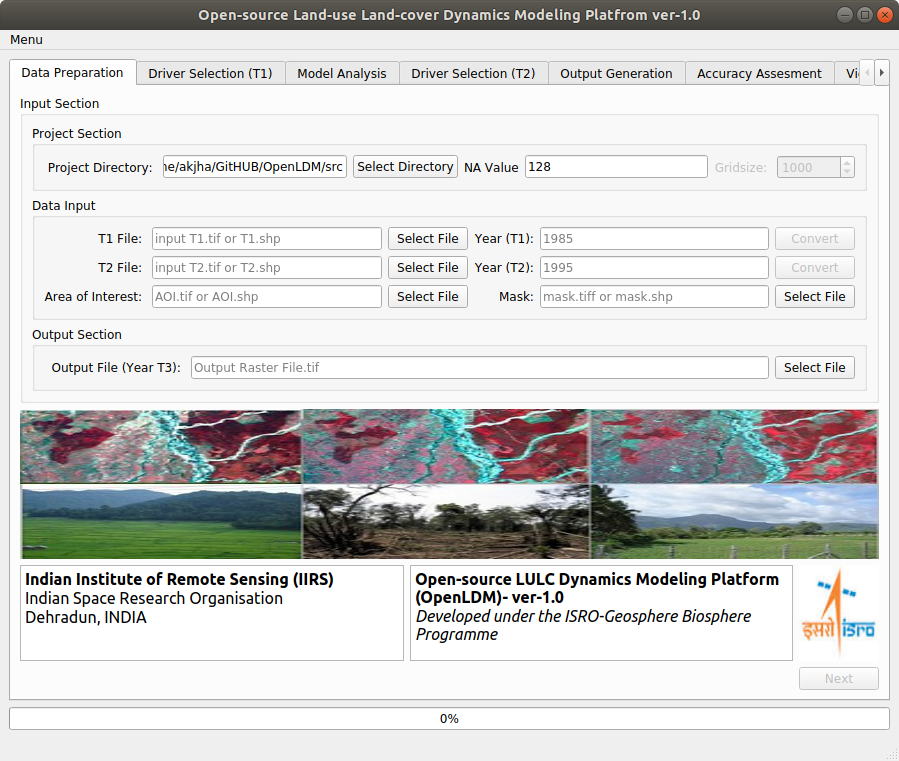 Open-source Land-use Land-cover Dynamics Modeling Platfrom ver-1.0
Menu
Data Preparation Driver Selection (T1) Model Analysis Driver Selection (T2) Output Generation Accuracy Assesment
Input Section
Project Section
Project Directory: ne/akjha/GitHUB/OpenLDM/src Select Directory NA Value 128 Gridsize: 1000
Data Input
T1 File: input T1.tif or T1.shp Select File Year (T1): 1985 Convert
T2 File: input T2.tif or T2.shp Select File Year (T2): 1995 Convert
Area of Interest: AOI.tif or AOI.shp Select File Mask: mask.tiff or mask.shp Select File
Output Section
Output File (Year T3): Output Raster File.tif Select File
Indian Institute of Remote Sensing (IIRS)
Indian Space Research Organisation
Dehradun, INDIA
Open-source LULC Dynamics Modeling Platform
(OpenLDM)- ver-1.0
Developed under the ISRO-Geosphere Biosphere
Programme
इसरो isro
Next
0%